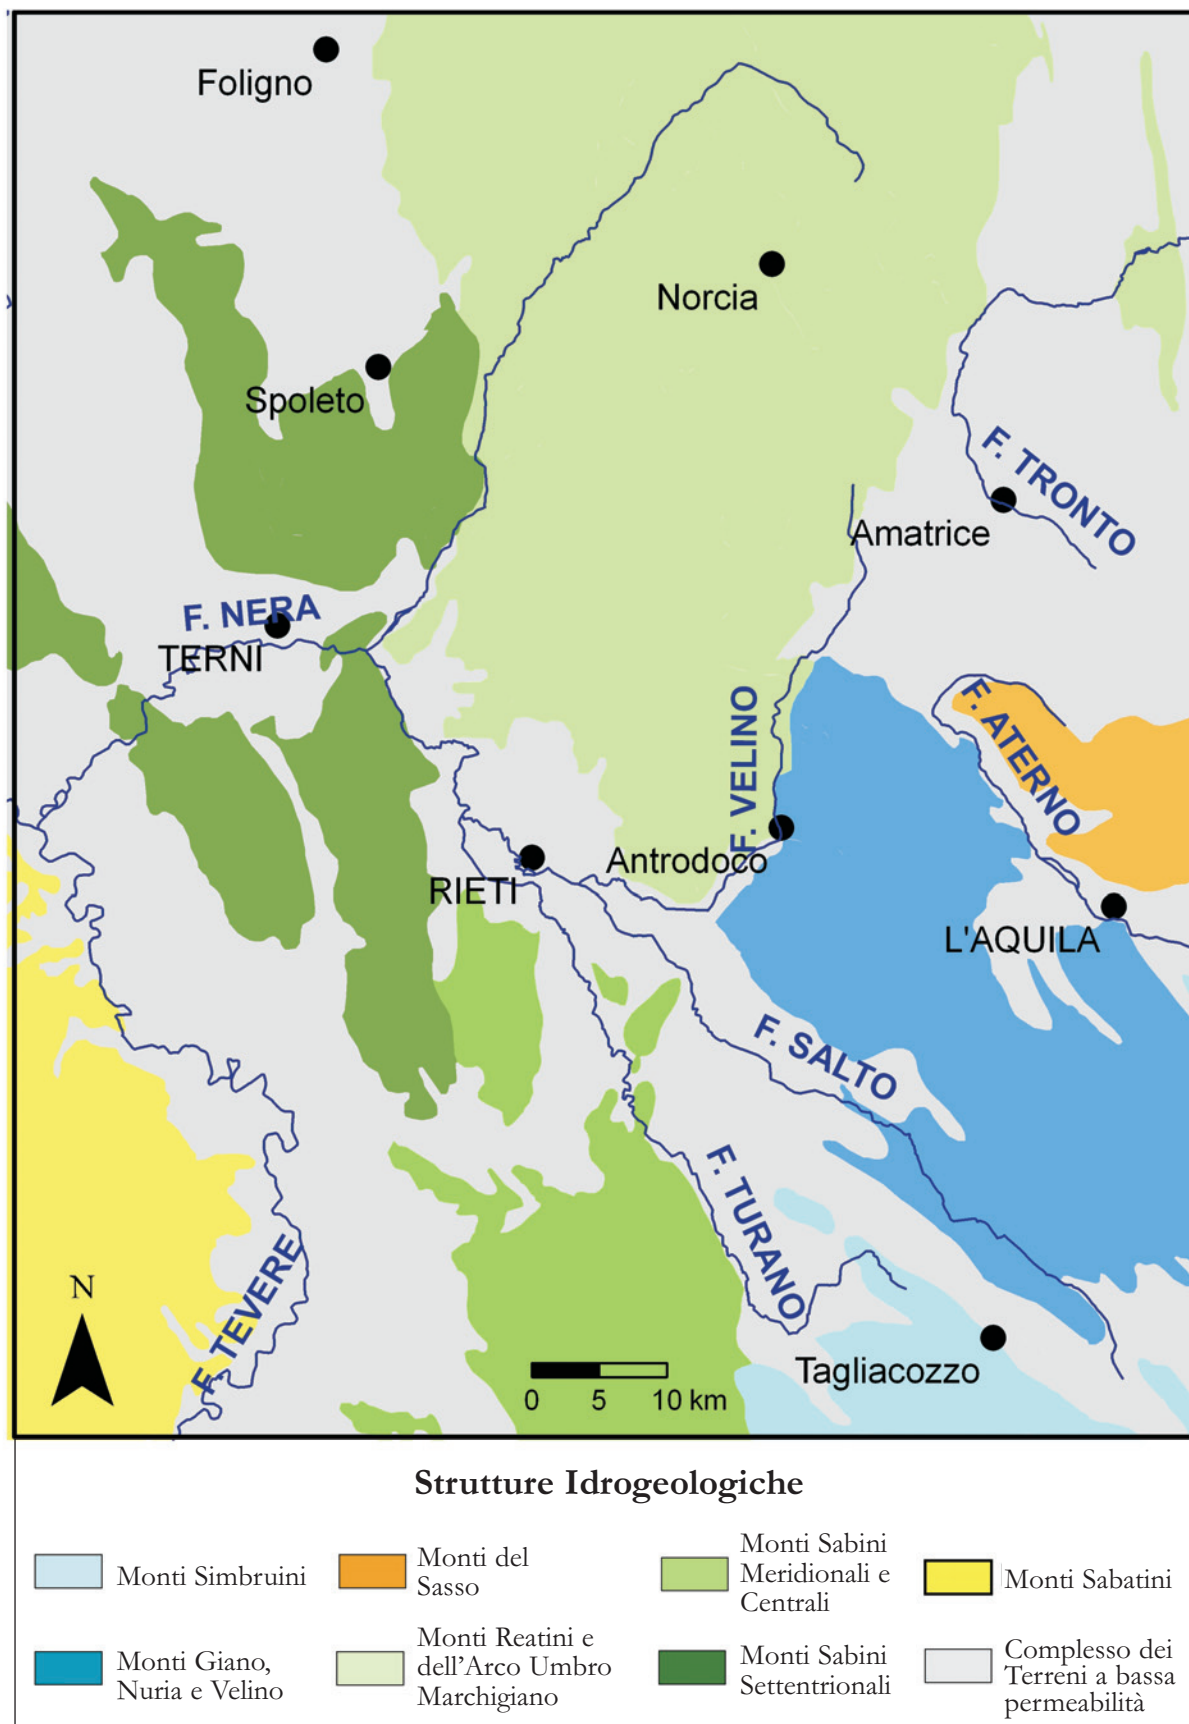 Foligno
Norcia
Spoleto
F. TRONTO
Amatrice
F. NERA
TERNI
F. VELINO
F. ATERNO
Antrodoco
RIETI
L'AQUILA
F. SALTO
F. TURANO
F. TEVERE
N
Tagliacozzo
0 5 10 km
Strutture Idrogeologiche
Monti Simbruini
Monti del
Sasso
Monti Sabini
Meridionali e
Centrali
Monti Sabatini
Monti Giano,
Nuria e Velino
Monti Reatini e
dell'Arco Umbro
Marchigiano
Monti Sabini
Settentrionali
Complesso dei
Terreni a bassa
permeabilità